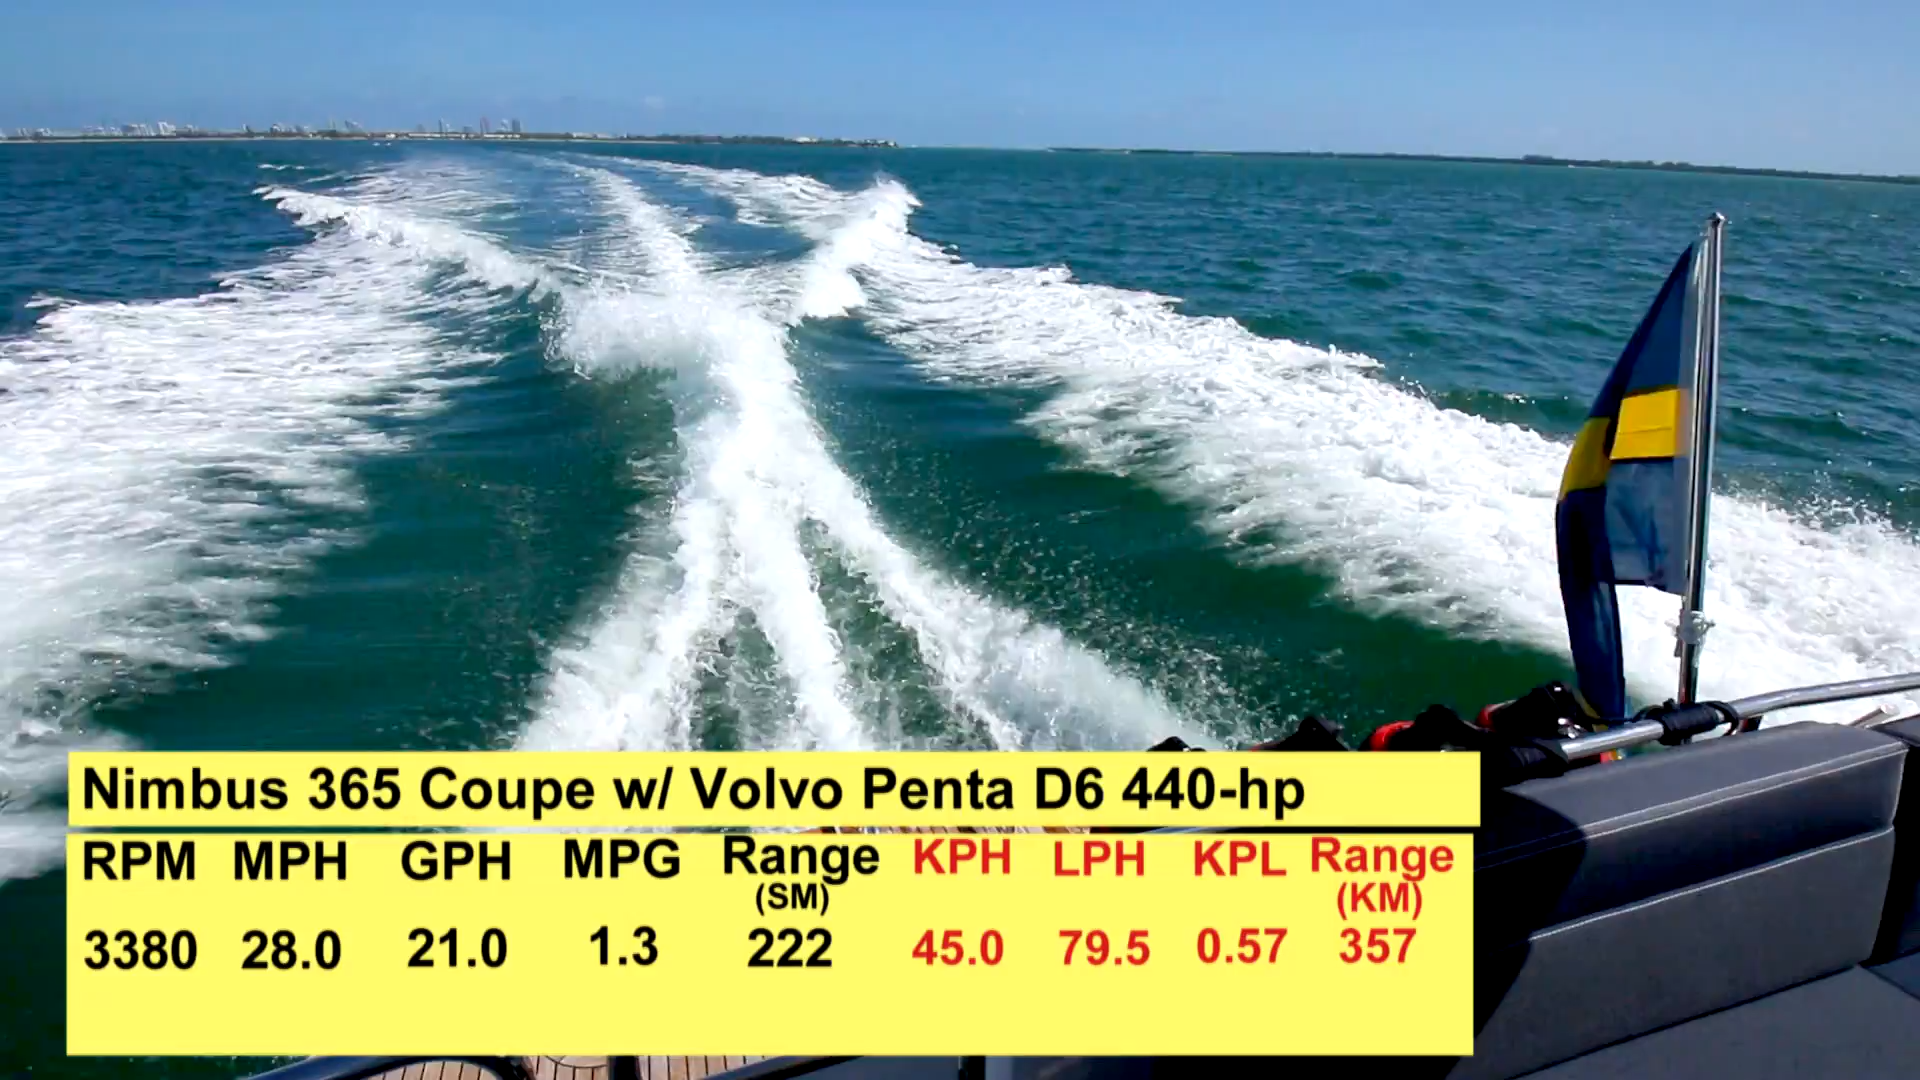 Nimbus 365 Coupe w/ Volvo Penta D6 440-hp
RPM MPH GPH MPG Range (SM) KPH LPH KPL Range (KM)
3380 28.0 21.0 1.3 222 45.0 79.5 0.57 357